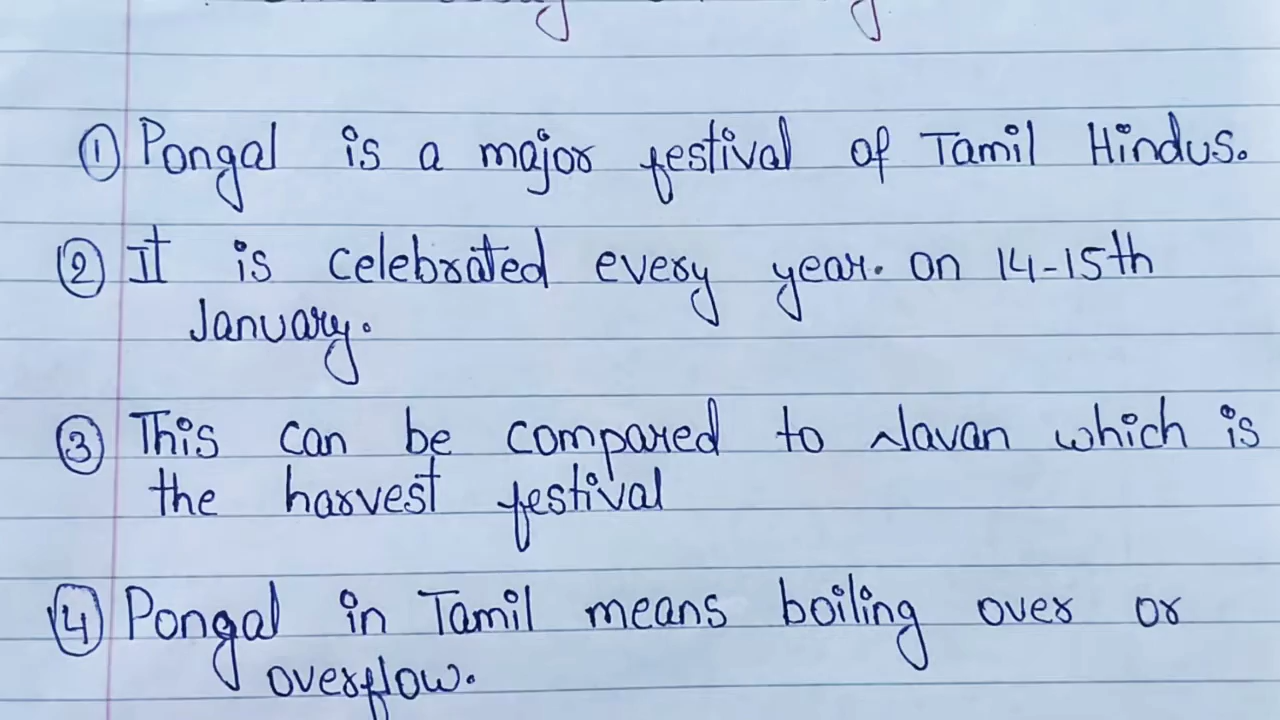 ① Pongal is a major festival of Tamil Hindus.
② It is celebrated every year. on 14-15th
January.
③ This can be compared to Navan which is
the harvest festival
④ Pongal in Tamil means boiling over or
overflow.